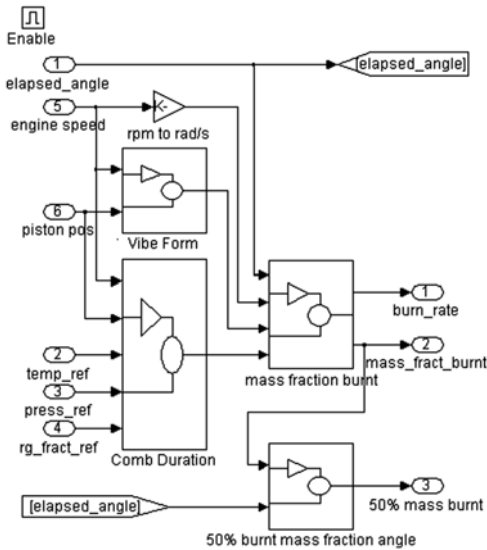 Enable
1
elapsed_angle
[elapsed_angle]
5
engine speed
K-
rpm to rad/s
6
piston pos
Vibe Form
1
burn_rate
2
mass_fract_burnt
mass fraction burnt
2
temp_ref
3
press_ref
4
rg_fract_ref
Comb Duration
[elapsed_angle]
3
50% mass burnt
50% burnt mass fraction angle